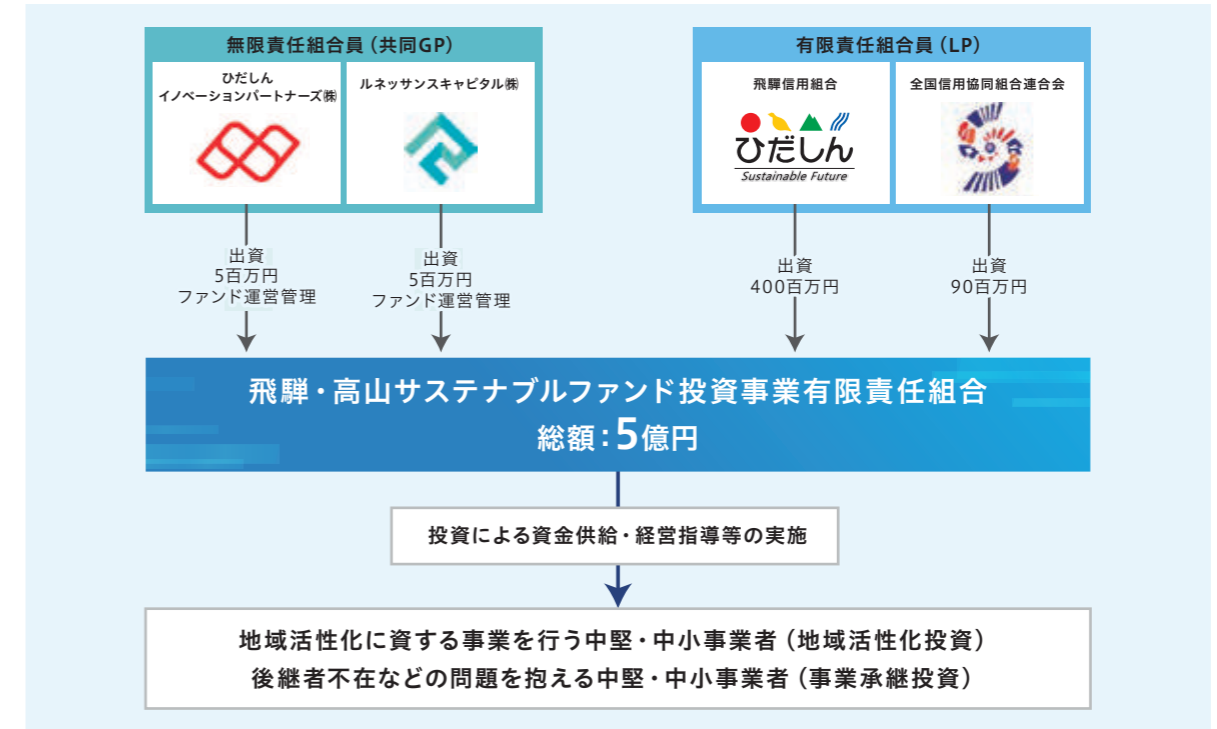 無限責任組合員（共同GP）
ひだしん
イノベーションパートナーズ㈱
ルネッサンスキャピタル㈱
出資
5百万円
ファンド運営管理
出資
5百万円
ファンド運営管理
有限責任組合員（LP）
飛騨信用組合
ひだしん
Sustainable Future
全国信用協同組合連合会
出資
400百万円
出資
90百万円
飛騨・高山サステナブルファンド投資事業有限責任組合
総額：5億円
投資による資金供給・経営指導等の実施
地域活性化に資する事業を行う中堅・中小事業者（地域活性化投資）
後継者不在などの問題を抱える中堅・中小事業者（事業承継投資）